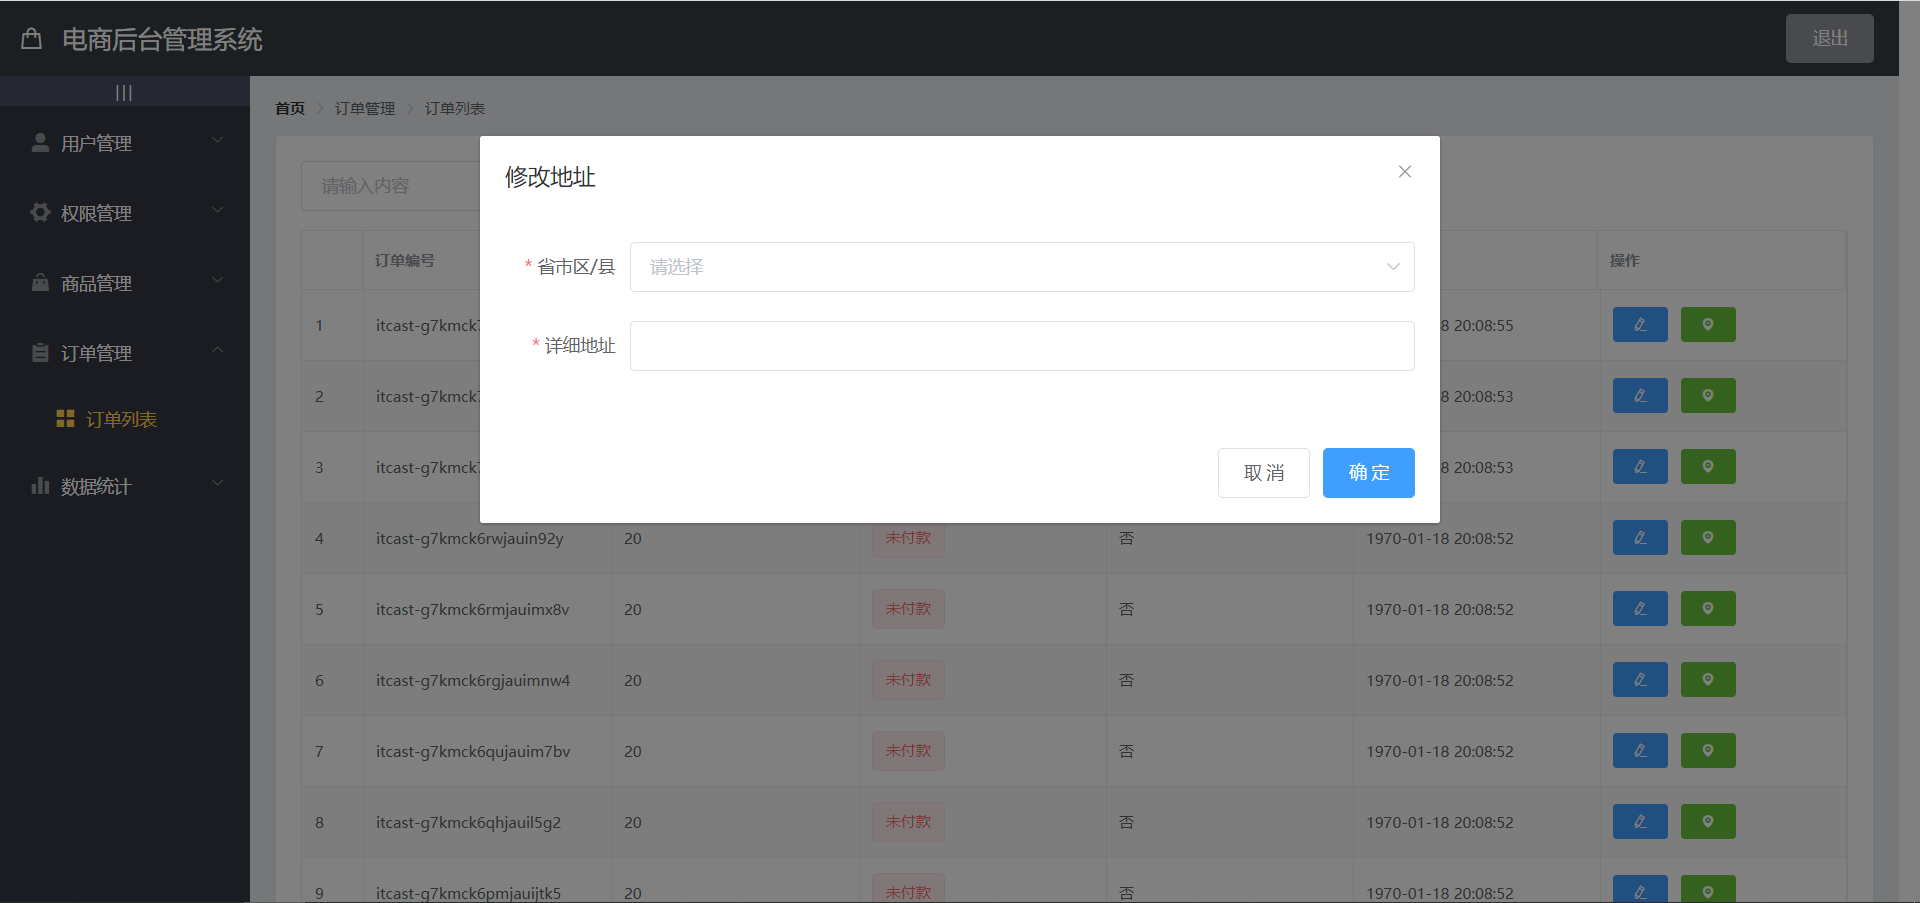 电商后台管理系统
退出
|||
首页 > 订单管理 > 订单列表
用户管理
权限管理
商品管理
订单管理
订单列表
数据统计
请输入内容
修改地址
* 省市区/县 请选择
* 详细地址
取 消 确 定
订单编号 操作
1 itcast-g7kmck 8 20:08:55
2 itcast-g7kmck 8 20:08:53
3 itcast-g7kmck 8 20:08:53
4 itcast-g7kmck6rwjauin92y 20 未付款 否 1970-01-18 20:08:52
5 itcast-g7kmck6rmjauimx8v 20 未付款 否 1970-01-18 20:08:52
6 itcast-g7kmck6rgjauimnw4 20 未付款 否 1970-01-18 20:08:52
7 itcast-g7kmck6qujauim7bv 20 未付款 否 1970-01-18 20:08:52
8 itcast-g7kmck6qhjauil5g2 20 未付款 否 1970-01-18 20:08:52
9 itcast-g7kmck6pmjauijtk5 20 未付款 否 1970-01-18 20:08:52